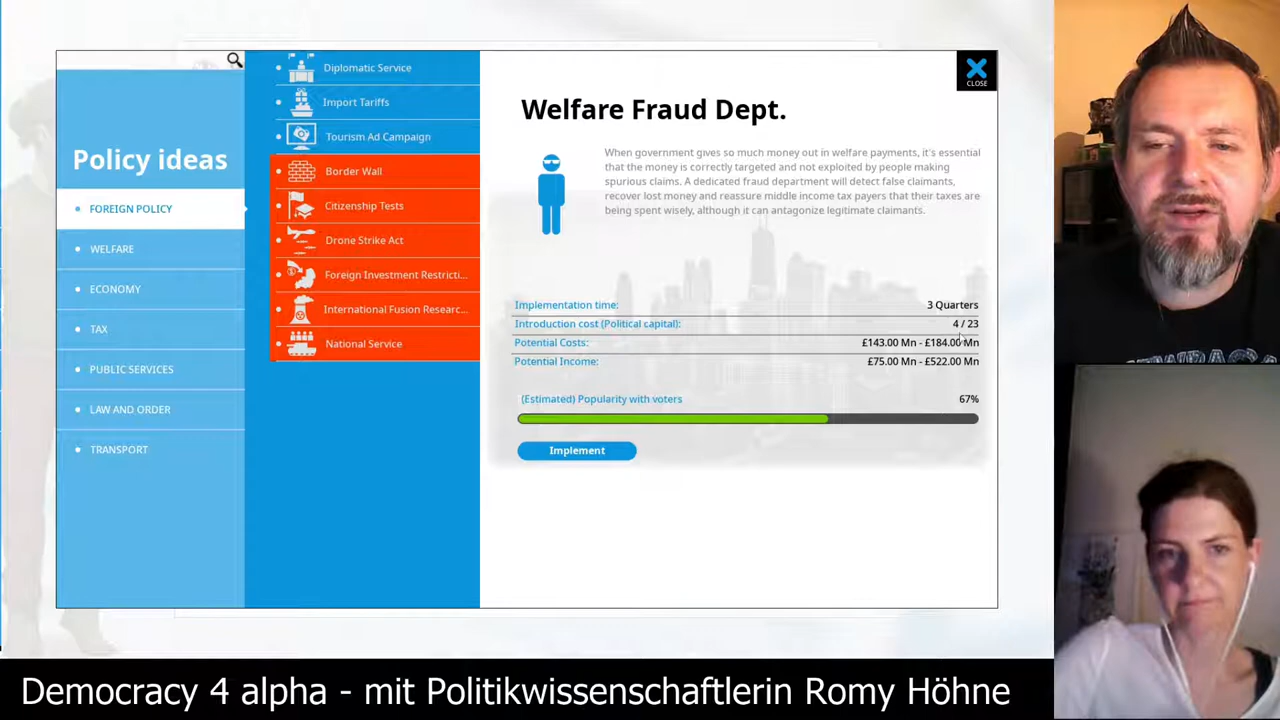 Policy ideas
FOREIGN POLICY
WELFARE
ECONOMY
TAX
PUBLIC SERVICES
LAW AND ORDER
TRANSPORT
Diplomatic Service
Import Tariffs
Tourism Ad Campaign
Border Wall
Citizenship Tests
Drone Strike Act
Foreign Investment Restricti...
International Fusion Researc...
National Service
CLOSE
Welfare Fraud Dept.
When government gives so much money out in welfare payments, it's essential
that the money is correctly targeted and not exploited by people making
spurious claims. A dedicated fraud department will detect false claimants,
recover lost money and reassure middle income tax payers that their taxes are
being spent wisely, although it can antagonize legitimate claimants.
Implementation time: 3 Quarters
Introduction cost (Political capital): 4 / 23
Potential Costs: £143.00 Mn - £184.00 Mn
Potential Income: £75.00 Mn - £522.00 Mn
(Estimated) Popularity with voters 67%
Implement
Democracy 4 alpha - mit Politikwissenschaftlerin Romy Höhne